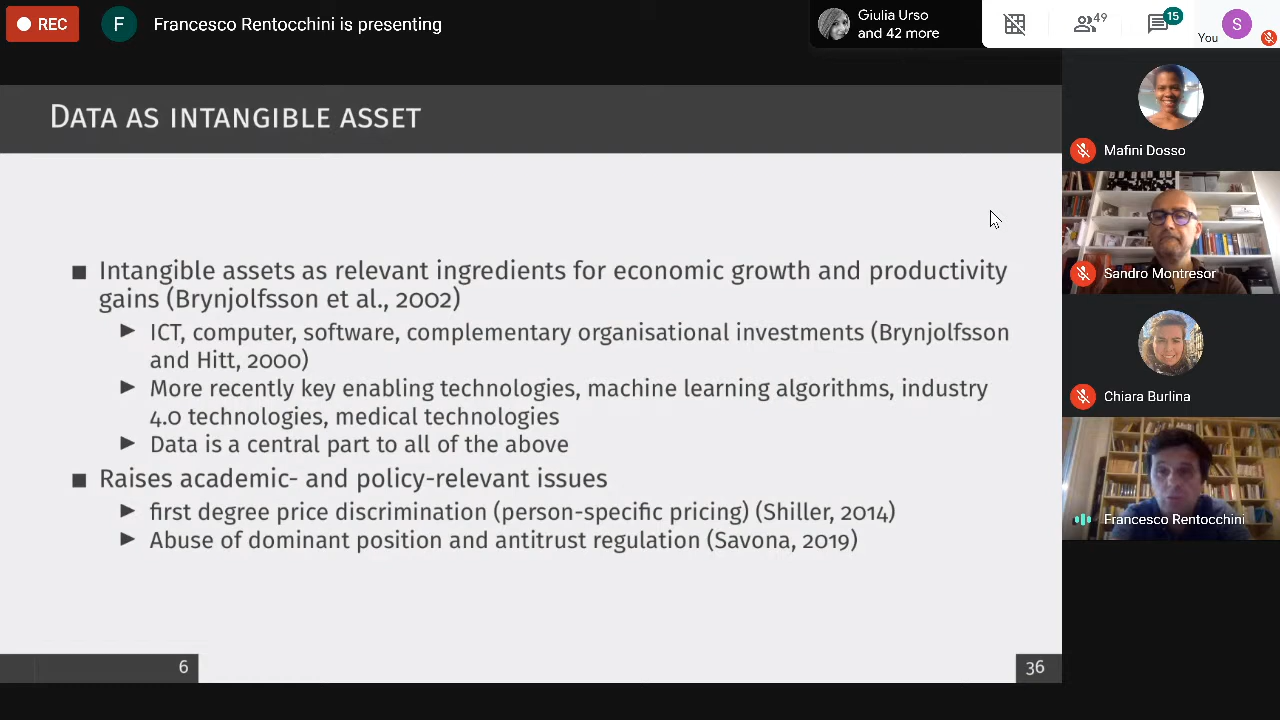 REC
F
Francesco Rentocchini is presenting
Giulia Urso
and 42 more
49
15
You
S
DATA AS INTANGIBLE ASSET
Intangible assets as relevant ingredients for economic growth and productivity
gains (Brynjolfsson et al., 2002)
ICT, computer, software, complementary organisational investments (Brynjolfsson
and Hitt, 2000)
More recently key enabling technologies, machine learning algorithms, industry
4.0 technologies, medical technologies
Data is a central part to all of the above
Raises academic- and policy-relevant issues
first degree price discrimination (person-specific pricing) (Shiller, 2014)
Abuse of dominant position and antitrust regulation (Savona, 2019)
6
36
Mafini Dosso
Sandro Montresor
Chiara Burlina
Francesco Rentocchini